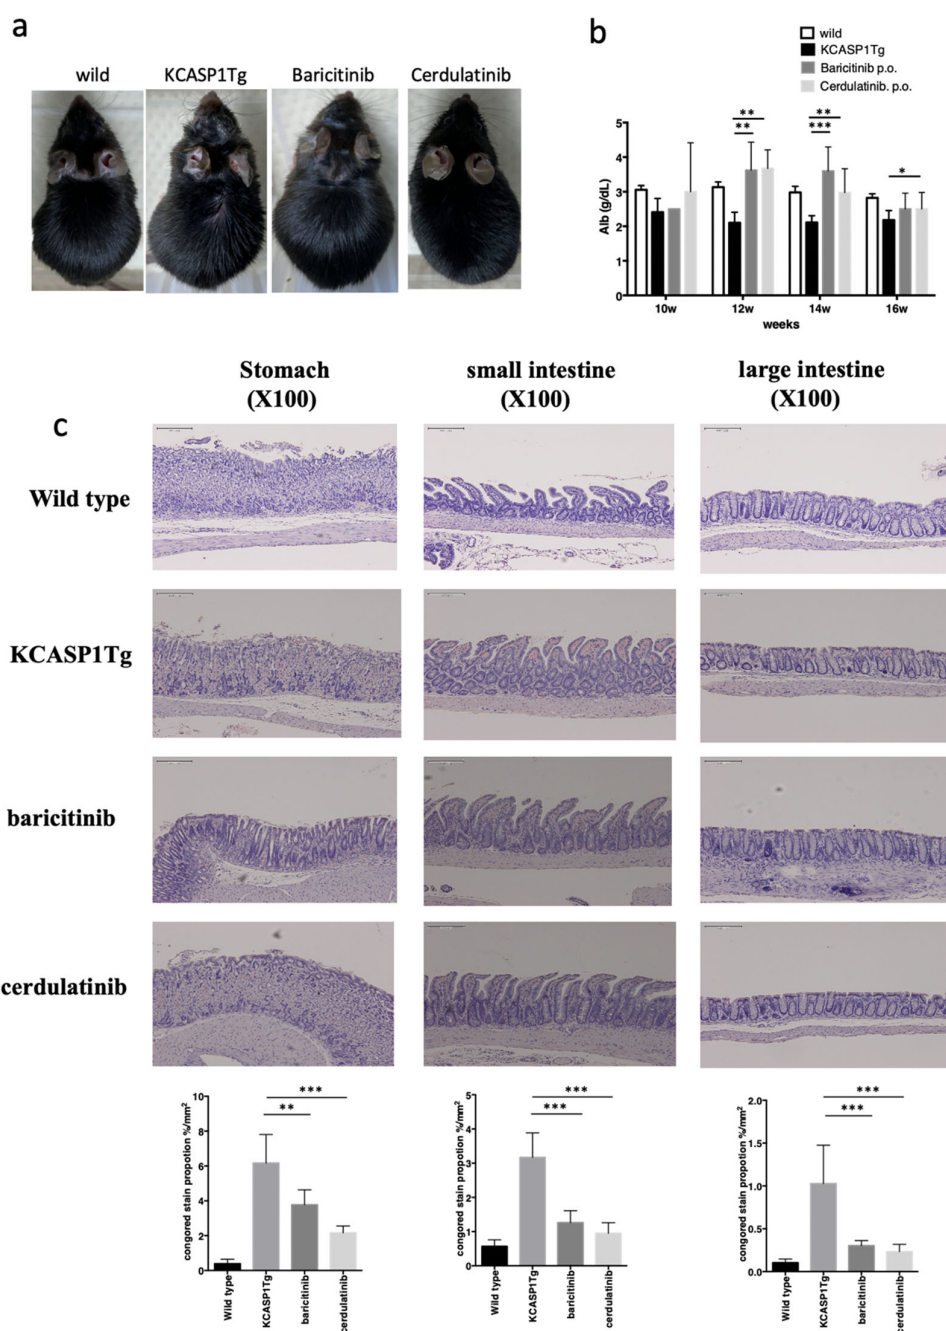 a
wild KCASP1Tg Baricitinib Cerdulatinib
b
wild
KCASP1Tg
Baricitinib p.o.
Cerdulatinib. p.o.
Alb (g/dL)
5
4
3
2
1
0
** ** ** *** *
10w 12w 14w 16w
weeks
c
Stomach
(X100)
small intestine
(X100)
large intestine
(X100)
Wild type
KCASP1Tg
baricitinib
cerdulatinib
congored stain propotion %/mm²
10
8
6
4
2
0
***
**
Wild type
KCASP1Tg
baricitinib
cerdulatinib
congored stain propotion %/mm²
5
4
3
2
1
0
***
***
Wild type
KCASP1Tg
baricitinib
cerdulatinib
congored stain propotion %/mm²
2.0
1.5
1.0
0.5
0.0
***
***
Wild type
KCASP1Tg
baricitinib
cerdulatinib